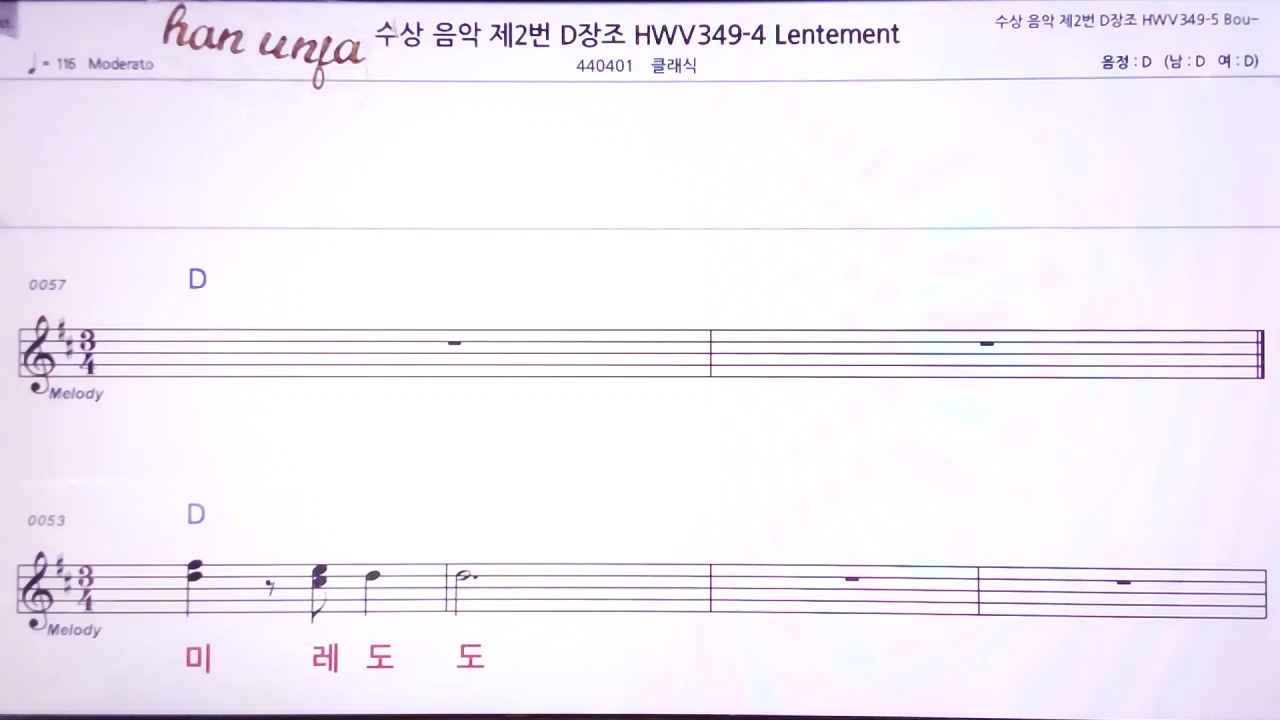 han unfa
수상 음악 제2번 D장조 HWV349-4 Lentement
수상 음악 제2번 D장조 HWV349-5 Bou-
♩ = 116 Moderato
440401 클래식
음정 : D (남 : D 여 : D)
0057
D
3
4
Melody
0053
D
3
4
Melody
미 레 도 도